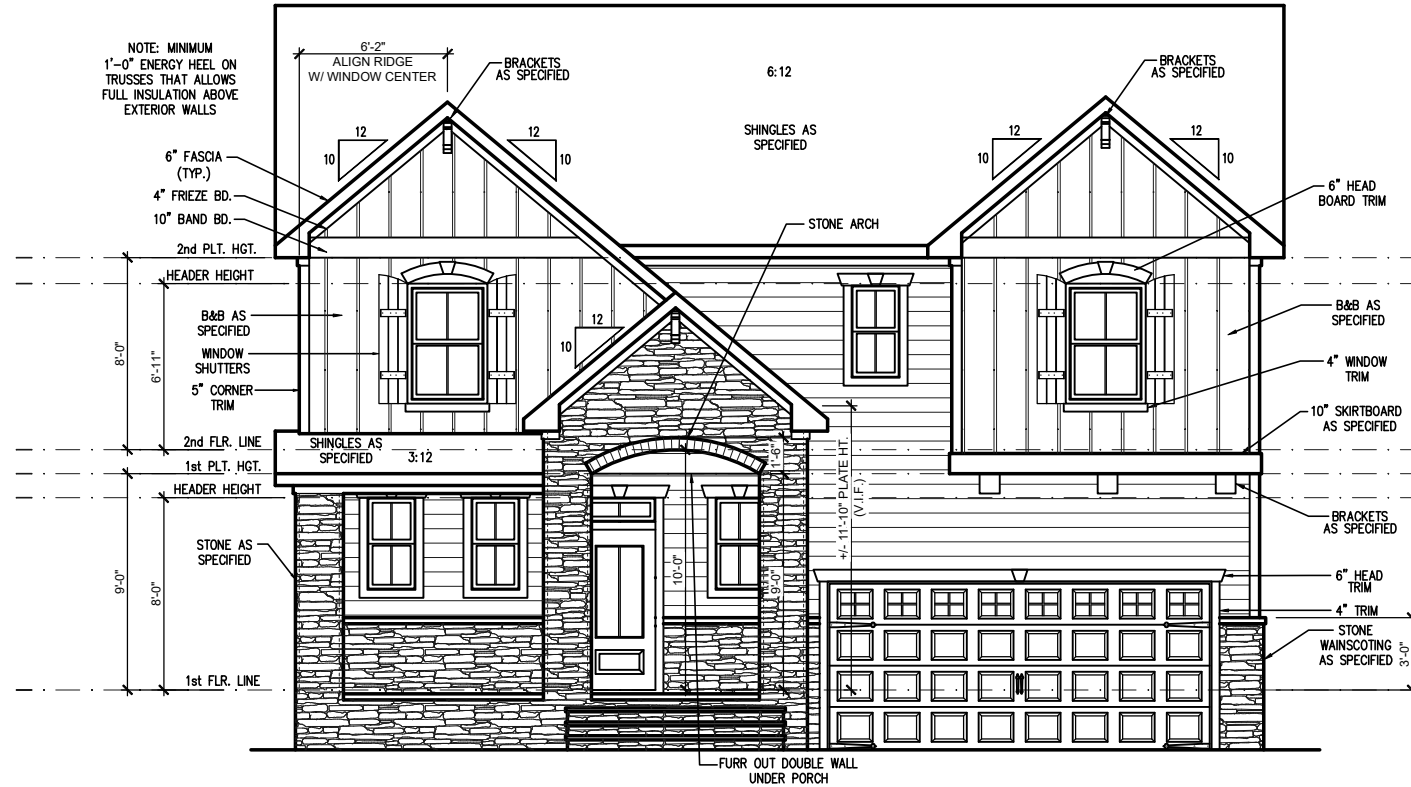 NOTE: MINIMUM
1'-0" ENERGY HEEL ON
TRUSSES THAT ALLOWS
FULL INSULATION ABOVE
EXTERIOR WALLS
6'-2"
ALIGN RIDGE
W/ WINDOW CENTER
BRACKETS
AS SPECIFIED
6:12
SHINGLES AS
SPECIFIED
BRACKETS
AS SPECIFIED
12
10
12
10
12
10
12
10
6" FASCIA
(TYP.)
4" FRIEZE BD.
10" BAND BD.
2nd PLT. HGT.
HEADER HEIGHT
B&B AS
SPECIFIED
WINDOW
SHUTTERS
5" CORNER
TRIM
8'-0"
6'-11"
2nd FLR. LINE
1st PLT. HGT.
HEADER HEIGHT
SHINGLES AS
SPECIFIED
3:12
12
10
STONE ARCH
6" HEAD
BOARD TRIM
B&B AS
SPECIFIED
4" WINDOW
TRIM
10" SKIRTBOARD
AS SPECIFIED
BRACKETS
AS SPECIFIED
6" HEAD
TRIM
4" TRIM
STONE
WAINSCOTING
AS SPECIFIED
3'-0"
STONE AS
SPECIFIED
9'-0"
8'-0"
1st FLR. LINE
1'-6"
10'-0"
9'-0"
+/- 11'-10" PLATE HT.
(V.I.F.)
FURR OUT DOUBLE WALL
UNDER PORCH